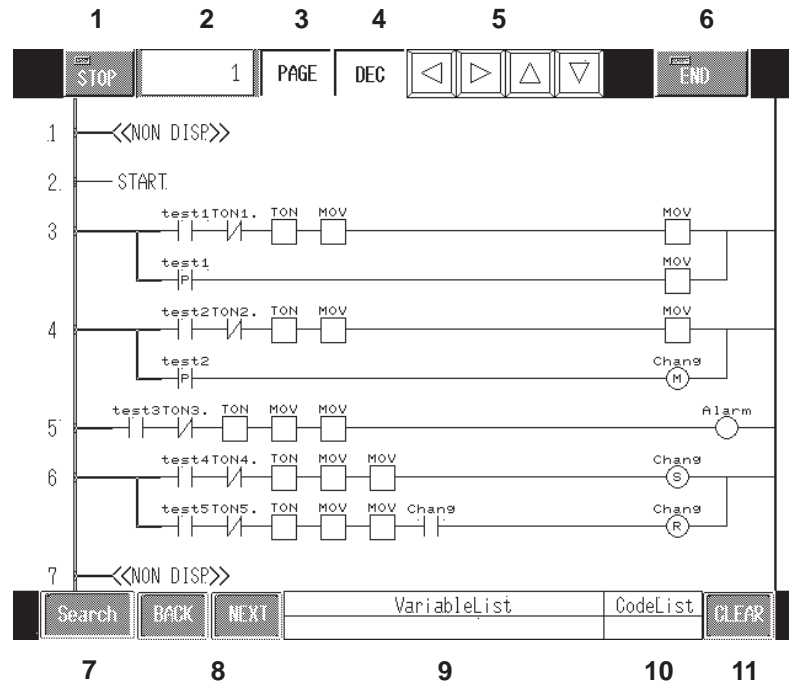 1 2 3 4 5 6
STOP 1 PAGE DEC END
1 <<NON DISP.>>
2. START.
test1TON1. TON MOV MOV
3
test1 MOV
P
test2TON2. TON MOV MOV
4
test2 Chang
P M
test3TON3. TON MOV MOV Alarm
5
test4TON4. TON MOV MOV Chang
6 S
test5TON5. TON MOV MOV Chang Chang
R
7 <<NON DISP.>>
Search BACK NEXT VariableList CodeList CLEAR
7 8 9 10 11